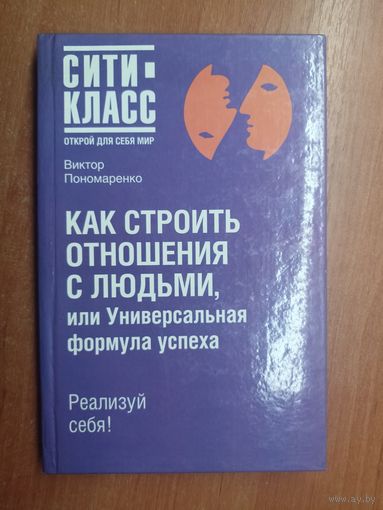 СИТИ-
КЛАСС
ОТКРОЙ ДЛЯ СЕБЯ МИР
Виктор
Пономаренко
КАК СТРОИТЬ
ОТНОШЕНИЯ
С ЛЮДЬМИ,
или Универсальная
формула успеха
Реализуй
себя!
www.ay.by